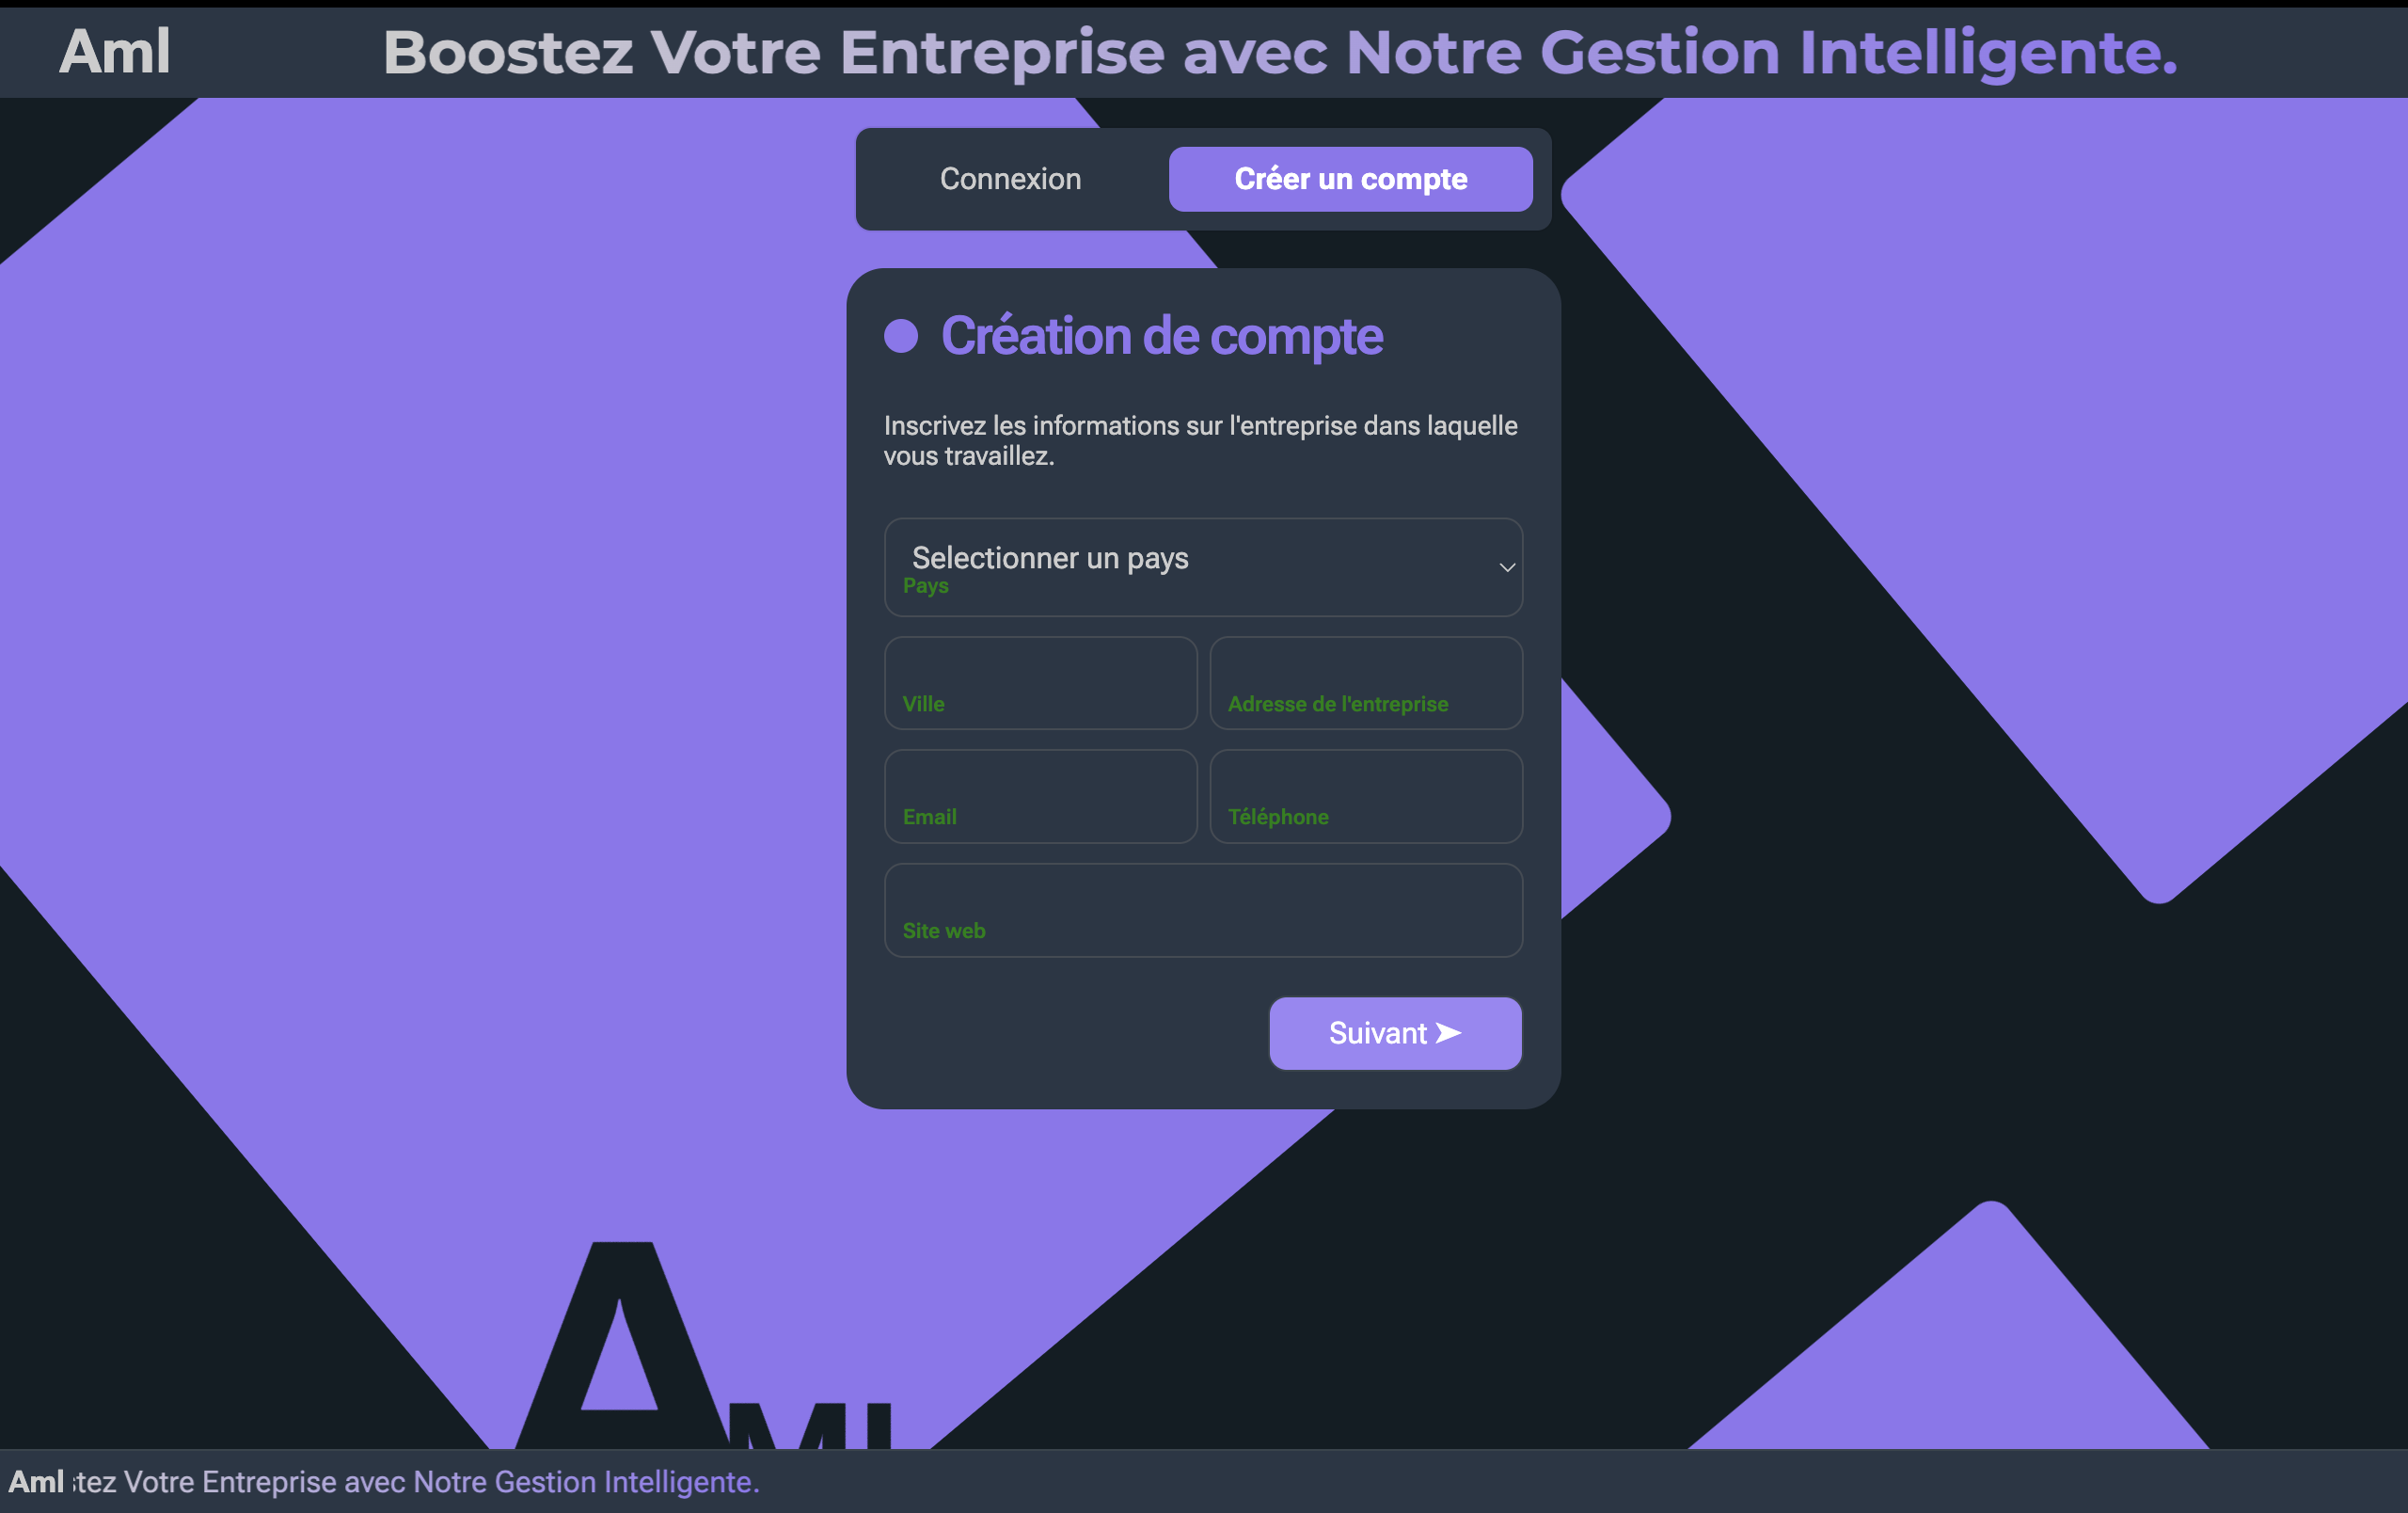 Aml
Boostez Votre Entreprise avec Notre Gestion Intelligente.
Connexion
Créer un compte
Création de compte
Inscrivez les informations sur l'entreprise dans laquelle
vous travaillez.
Selectionner un pays
Pays
Ville
Adresse de l'entreprise
Email
Téléphone
Site web
Suivant ➤
AMI
Aml
tez Votre Entreprise avec Notre Gestion Intelligente.